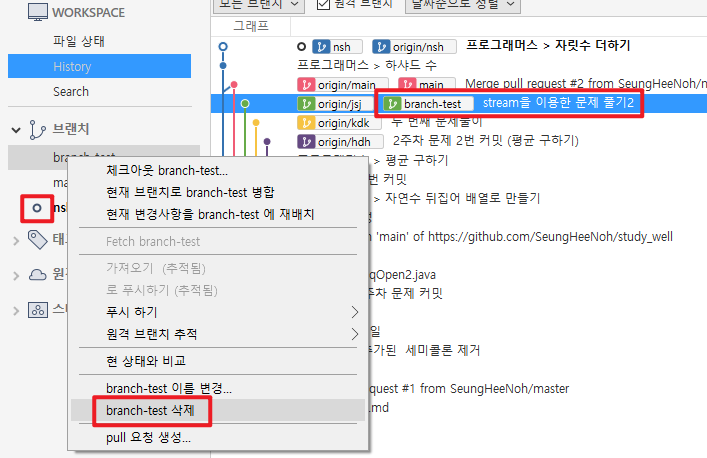 WORKSPACE
파일 상태
History
Search
브랜치
branch-test
ma
nsh
태
원격
스
모든 브랜치
원격 브랜치
날짜순으로 정렬
그래프
nsh origin/nsh 프로그래머스 > 자릿수 더하기
프로그래머스 > 하샤드 수
origin/main main Merge pull request #2 from SeungHeeNoh/n
origin/jsj branch-test stream을 이용한 문제 풀기2
origin/kdk 두 번째 문제풀이
origin/hdh 2주차 문제 2번 커밋 (평균 구하기)
프로그래머스 > 평균 구하기
번 커밋
> 자연수 뒤집어 배열로 만들기
'main' of https://github.com/SeungHeeNoh/study_well
qOpen2.java
주차 문제 커밋
일
추가된 세미콜론 제거
quest #1 from SeungHeeNoh/master
.md
체크아웃 branch-test...
현재 브랜치로 branch-test 병합
현재 변경사항을 branch-test 에 재배치
Fetch branch-test
가져오기 (추적됨)
로 푸시하기 (추적됨)
푸시 하기
원격 브랜치 추적
현 상태와 비교
branch-test 이름 변경...
branch-test 삭제
pull 요청 생성...